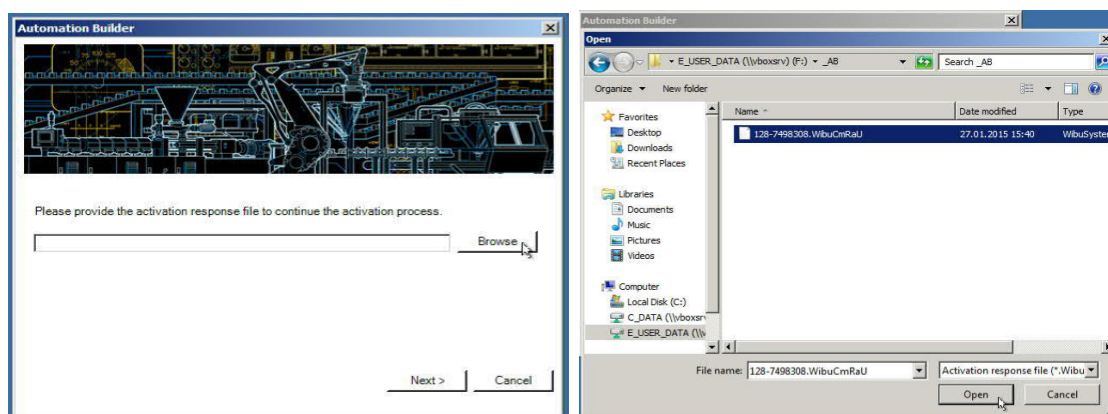 Automation Builder
Please provide the activation response file to continue the activation process.
Browse
Next >
Cancel
Automation Builder
Open
E_USER_DATA (\\vboxsrv) (F:)
_AB
Search _AB
Organize
New folder
Name
Date modified
Type
Favorites
Desktop
Downloads
Recent Places
Libraries
Documents
Music
Pictures
Videos
Computer
Local Disk (C:)
C_DATA (\\vboxsrv
E_USER_DATA (\\v
128-7498308.WibuCmRaU
27.01.2015 15:40
WibuSyste
File name:
128-7498308.WibuCmRaU
Activation response file (*.Wibu
Open
Cancel